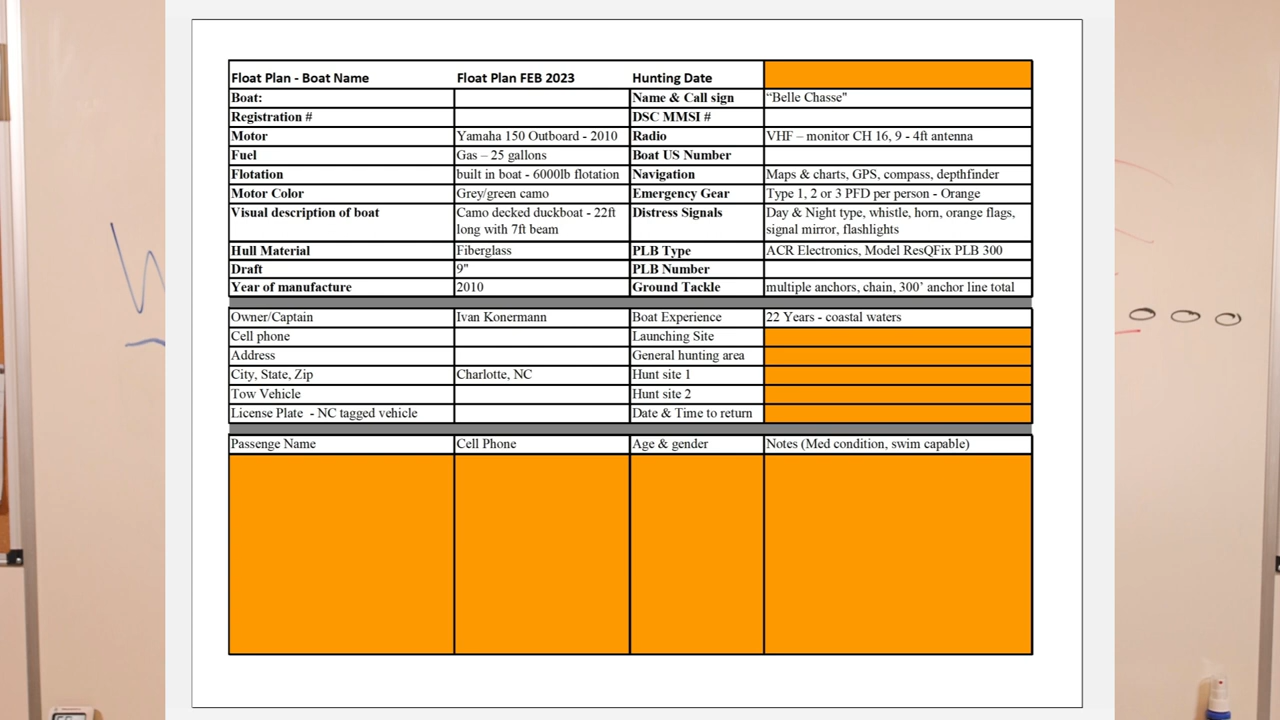 Float Plan - Boat Name Float Plan FEB 2023 Hunting Date
Boat: Name & Call sign “Belle Chasse"
Registration # DSC MMSI #
Motor Yamaha 150 Outboard - 2010 Radio VHF – monitor CH 16, 9 - 4ft antenna
Fuel Gas – 25 gallons Boat US Number
Flotation built in boat - 6000lb flotation Navigation Maps & charts, GPS, compass, depthfinder
Motor Color Grey/green camo Emergency Gear Type 1, 2 or 3 PFD per person - Orange
Visual description of boat Camo decked duckboat - 22ft Distress Signals Day & Night type, whistle, horn, orange flags,
long with 7ft beam signal mirror, flashlights
Hull Material Fiberglass PLB Type ACR Electronics, Model ResQFix PLB 300
Draft 9" PLB Number
Year of manufacture 2010 Ground Tackle multiple anchors, chain, 300’ anchor line total
Owner/Captain Ivan Konermann Boat Experience 22 Years - coastal waters
Cell phone Launching Site
Address General hunting area
City, State, Zip Charlotte, NC Hunt site 1
Tow Vehicle Hunt site 2
License Plate - NC tagged vehicle Date & Time to return
Passenge Name Cell Phone Age & gender Notes (Med condition, swim capable)